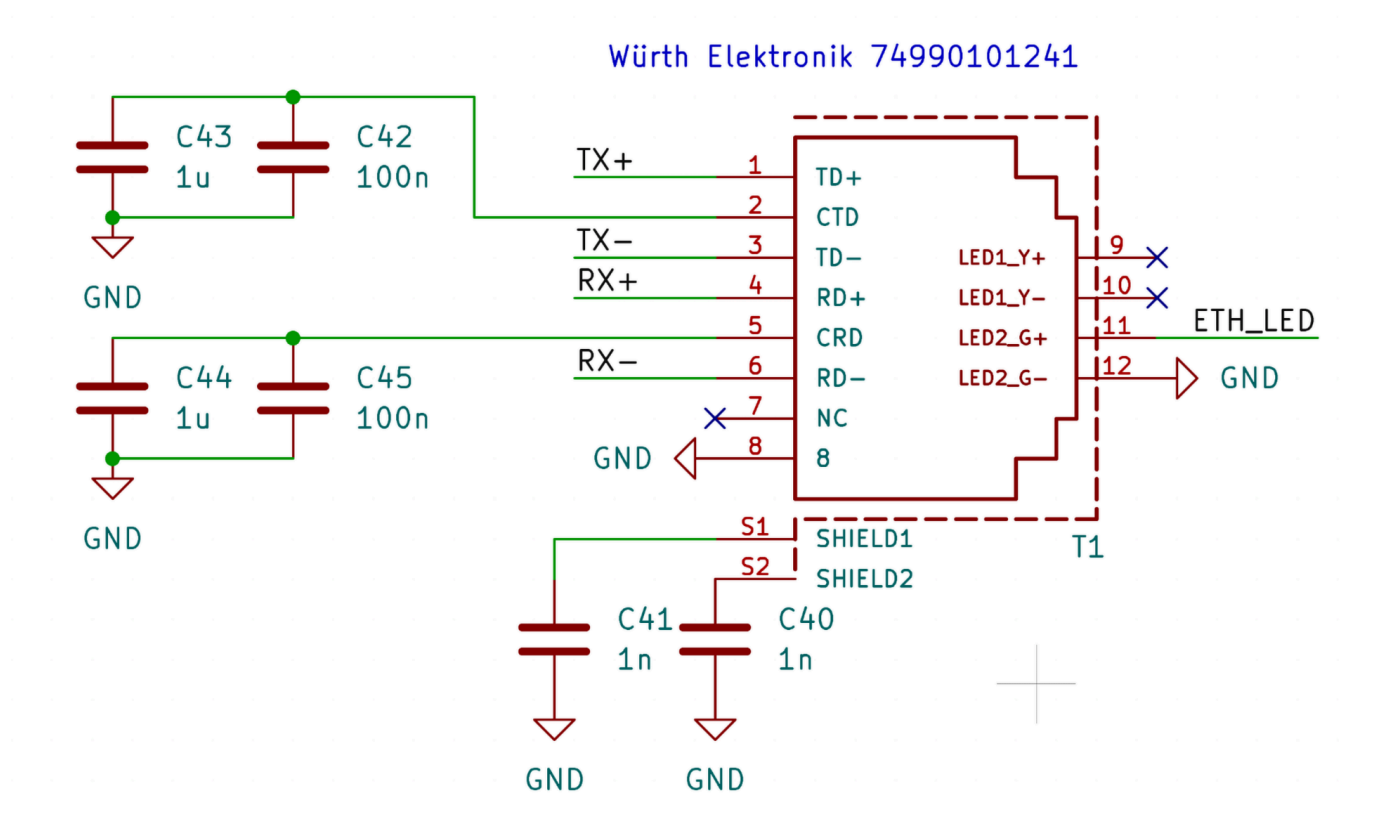 Würth Elektronik 74990101241
C43
1u
C42
100n
GND
TX+
1
TD+
2
CTD
TX-
3
TD-
RX+
4
RD+
5
CRD
RX-
6
RD-
7
NC
GND
8
8
LED1_Y+
9
LED1_Y-
10
LED2_G+
11
ETH_LED
LED2_G-
12
GND
C44
1u
C45
100n
GND
S1
SHIELD1
T1
S2
SHIELD2
C41
1n
C40
1n
GND
GND